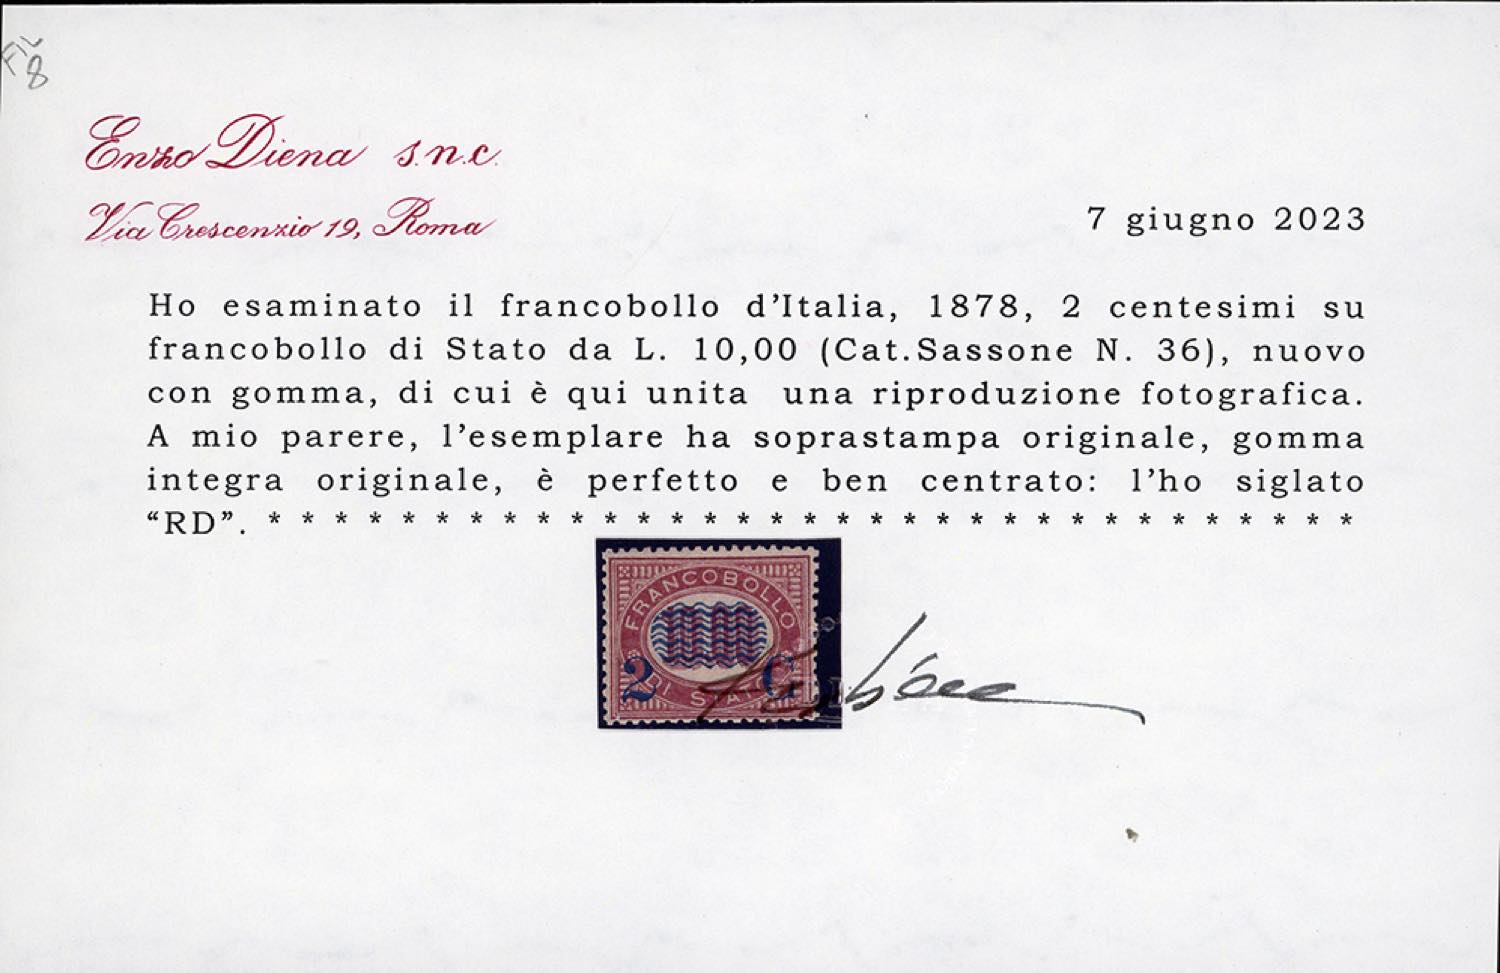 FIL
8
Enzo Diena s.n.c.
Via Crescenzio 19, Roma
7 giugno 2023
Ho esaminato il francobollo d'Italia, 1878, 2 centesimi su
francobollo di Stato da L. 10,00 (Cat.Sassone N. 36), nuovo
con gomma, di cui è qui unita una riproduzione fotografica.
A mio parere, l'esemplare ha soprastampa originale, gomma
integra originale, è perfetto e ben centrato: l'ho siglato
“RD”. * * * * * * * * * * * * * * * * * * * * * * * * * * * * * * * * *
FRANCOBOLLO
2 C
DI STATO